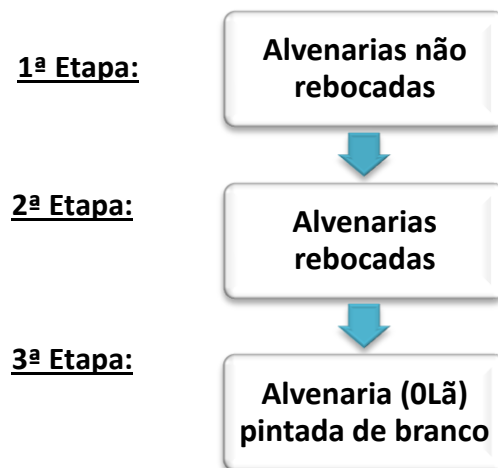 1ª Etapa:
Alvenarias não
rebocadas
2ª Etapa:
Alvenarias
rebocadas
3ª Etapa:
Alvenaria (0Lã)
pintada de branco